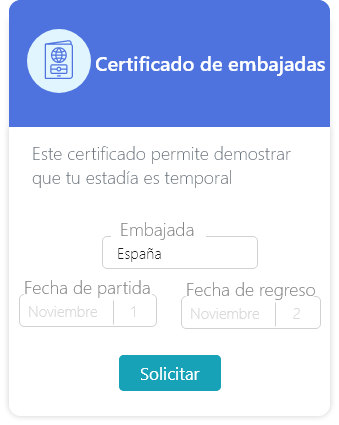 Certificado de embajadas
Este certificado permite demostrar
que tu estadía es temporal
Embajada
España
Fecha de partida
Fecha de regreso
Noviembre 1
Noviembre 2
Solicitar